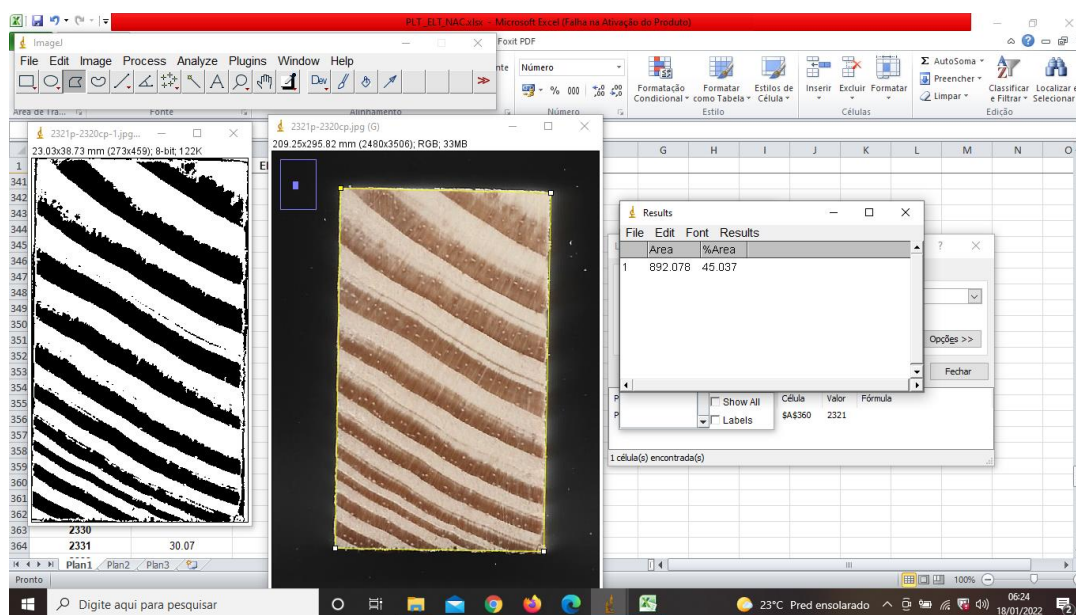 PLT_ELT_NAC.xlsx - Microsoft Excel (Falha na Ativação do Produto)
ImageJ
Foxit PDF
File Edit Image Process Analyze Plugins Window Help
Dev
Número
% 000
AutoSoma
Preencher
Limpar
Formatação Condicional
Formatar como Tabela
Estilos de Célula
Inserir Excluir Formatar
Classificar e Filtrar
Localizar e Selecionar
Fonte
Alinhamento
Número
Estilo
Células
Edição
2321p-2320cp-1.jpg...
23.03x38.73 mm (273x459); 8-bit; 122K
2321p-2320cp.jpg (G)
209.25x295.82 mm (2480x3506); RGB; 33MB
G H I J K L M N O
1
341
342
343
344
345
346
347
348
349
350
351
352
353
354
355
356
357
358
359
360
361
362
363 2330
364 2331 30.07
Results
File Edit Font Results
Area %Area
1 892.078 45.037
?
Opções >>
Fechar
Show All
Labels
Célula Valor Fórmula
$A$360 2321
1 célula(s) encontrada(s)
Plan1 Plan2 Plan3
Pronto
100%
Digite aqui para pesquisar
23°C Pred ensolarado
06:24
18/01/2022